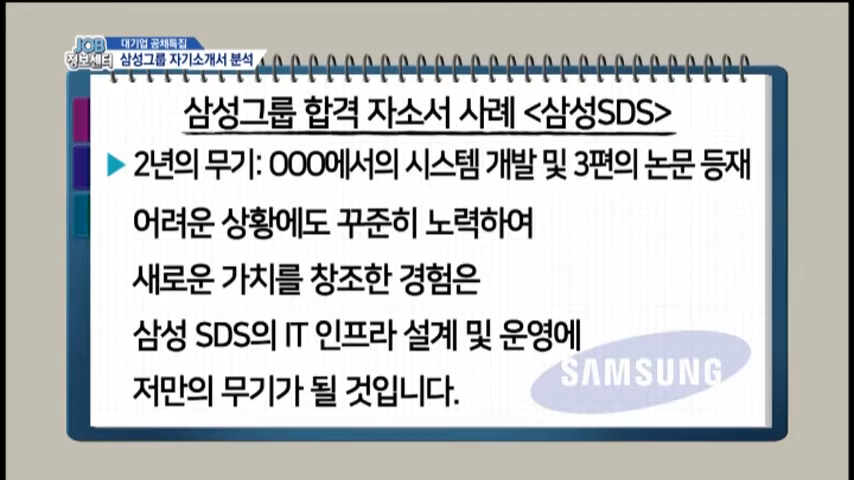 JOB
정보센터
대기업 공채특집
삼성그룹 자기소개서 분석
삼성그룹 합격 자소서 사례 <삼성SDS>
▶ 2년의 무기: OOO에서의 시스템 개발 및 3편의 논문 등재
어려운 상황에도 꾸준히 노력하여
새로운 가치를 창조한 경험은
삼성 SDS의 IT 인프라 설계 및 운영에
저만의 무기가 될 것입니다.
SAMSUNG